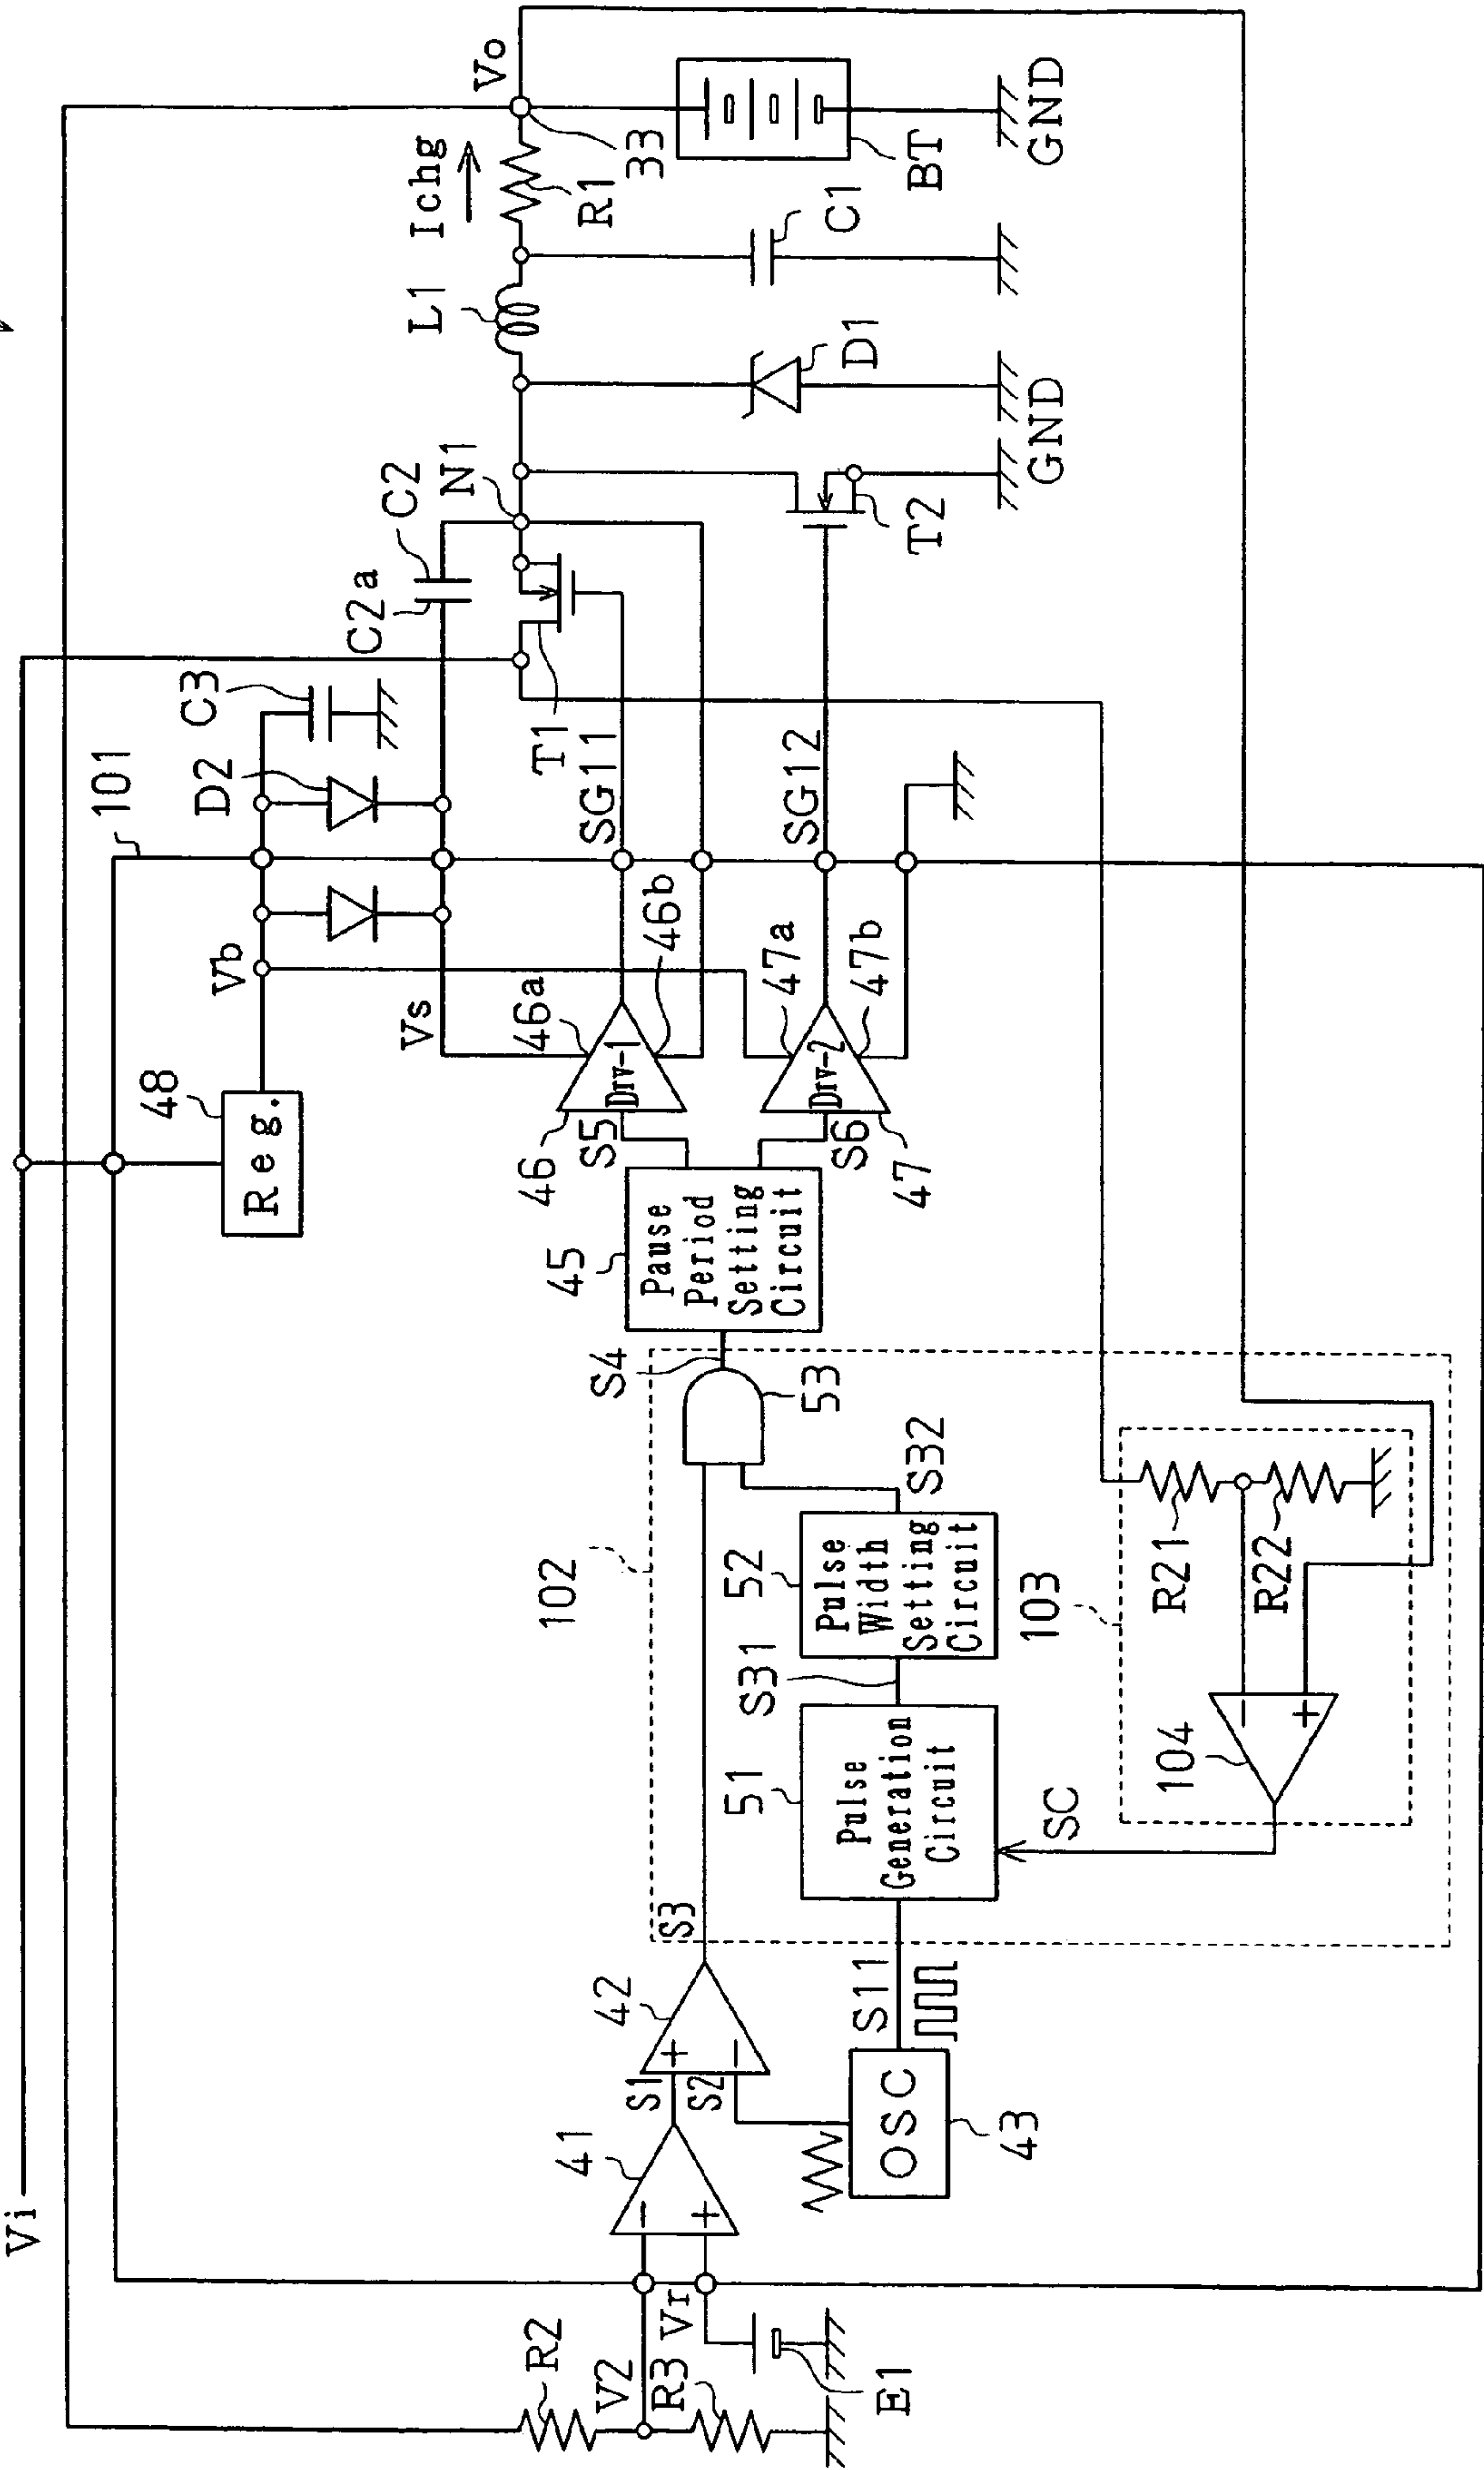 Vi
Vo
Ichg
33
R1
BT
GND
L1
C1
D1
GND
C2
N1
C2a
T2
C3
T1
101
D2
SG11
SG12
Vb
Vs
46a
46b
47a
47b
48
Reg.
Drv-1
Drv-2
46
S5
S6
47
45
Pause
Period
Setting
Circuit
S4
53
102
S32
52
Pulse
Width
Setting
Circuit
103
R21
R22
S31
51
Pulse
Generation
Circuit
104
SC
S3
42
S11
+
−
S1
S2
41
OSC
43
−
+
−
+
R2
V2
Vr
R3
E1